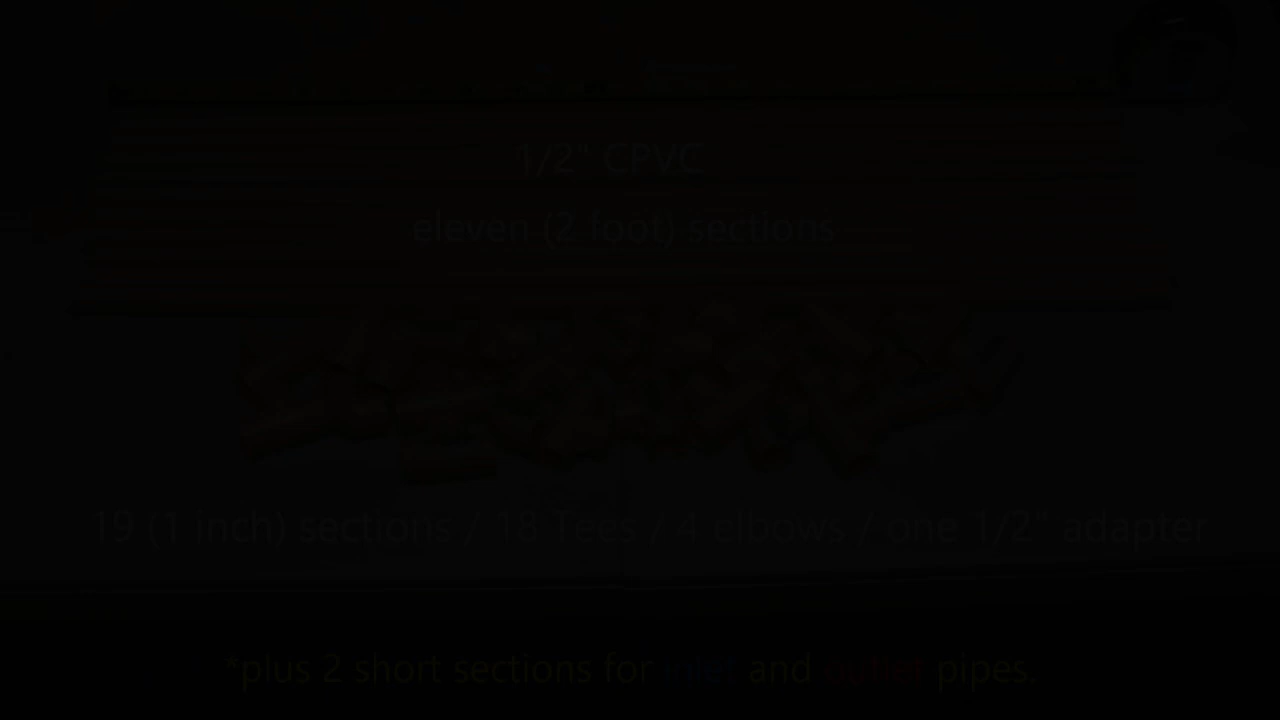 1/2" CPVC
eleven (2 foot) sections
19 (1 inch) sections / 18 Tees / 4 elbows / one 1/2" adapter
*plus 2 short sections for inlet and outlet pipes.